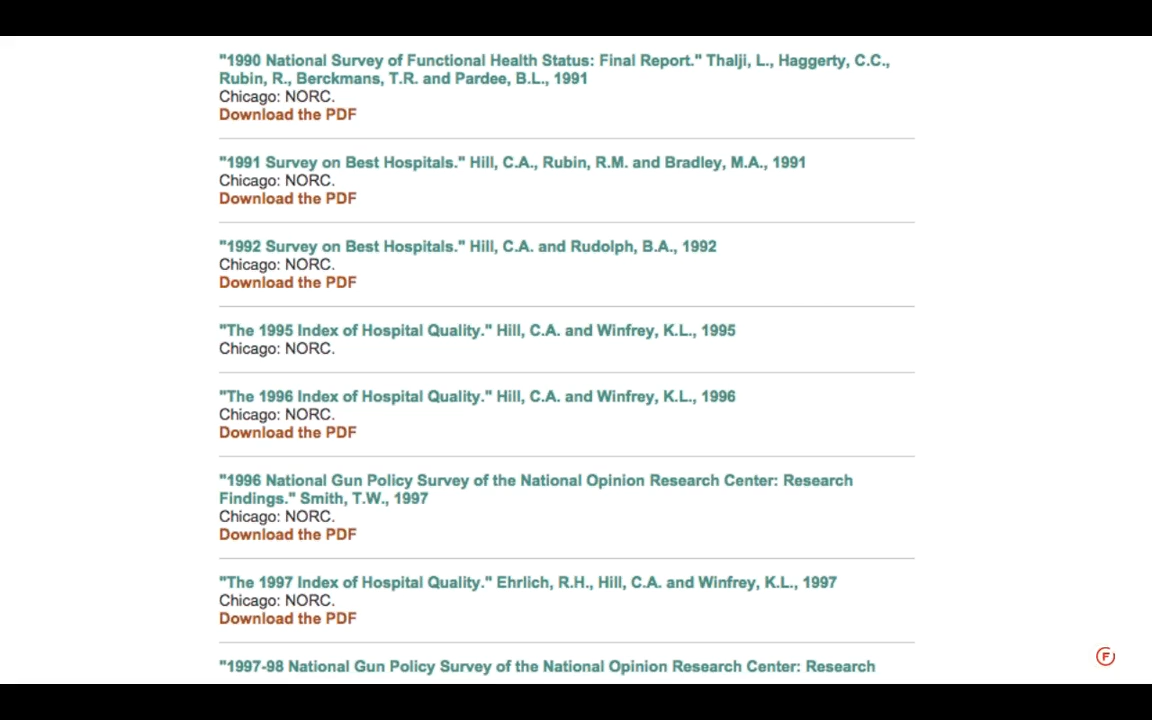 "1990 National Survey of Functional Health Status: Final Report." Thalji, L., Haggerty, C.C.,
Rubin, R., Berckmans, T.R. and Pardee, B.L., 1991
Chicago: NORC.
Download the PDF
"1991 Survey on Best Hospitals." Hill, C.A., Rubin, R.M. and Bradley, M.A., 1991
Chicago: NORC.
Download the PDF
"1992 Survey on Best Hospitals." Hill, C.A. and Rudolph, B.A., 1992
Chicago: NORC.
Download the PDF
"The 1995 Index of Hospital Quality." Hill, C.A. and Winfrey, K.L., 1995
Chicago: NORC.
"The 1996 Index of Hospital Quality." Hill, C.A. and Winfrey, K.L., 1996
Chicago: NORC.
Download the PDF
"1996 National Gun Policy Survey of the National Opinion Research Center: Research
Findings." Smith, T.W., 1997
Chicago: NORC.
Download the PDF
"The 1997 Index of Hospital Quality." Ehrlich, R.H., Hill, C.A. and Winfrey, K.L., 1997
Chicago: NORC.
Download the PDF
"1997-98 National Gun Policy Survey of the National Opinion Research Center: Research
F